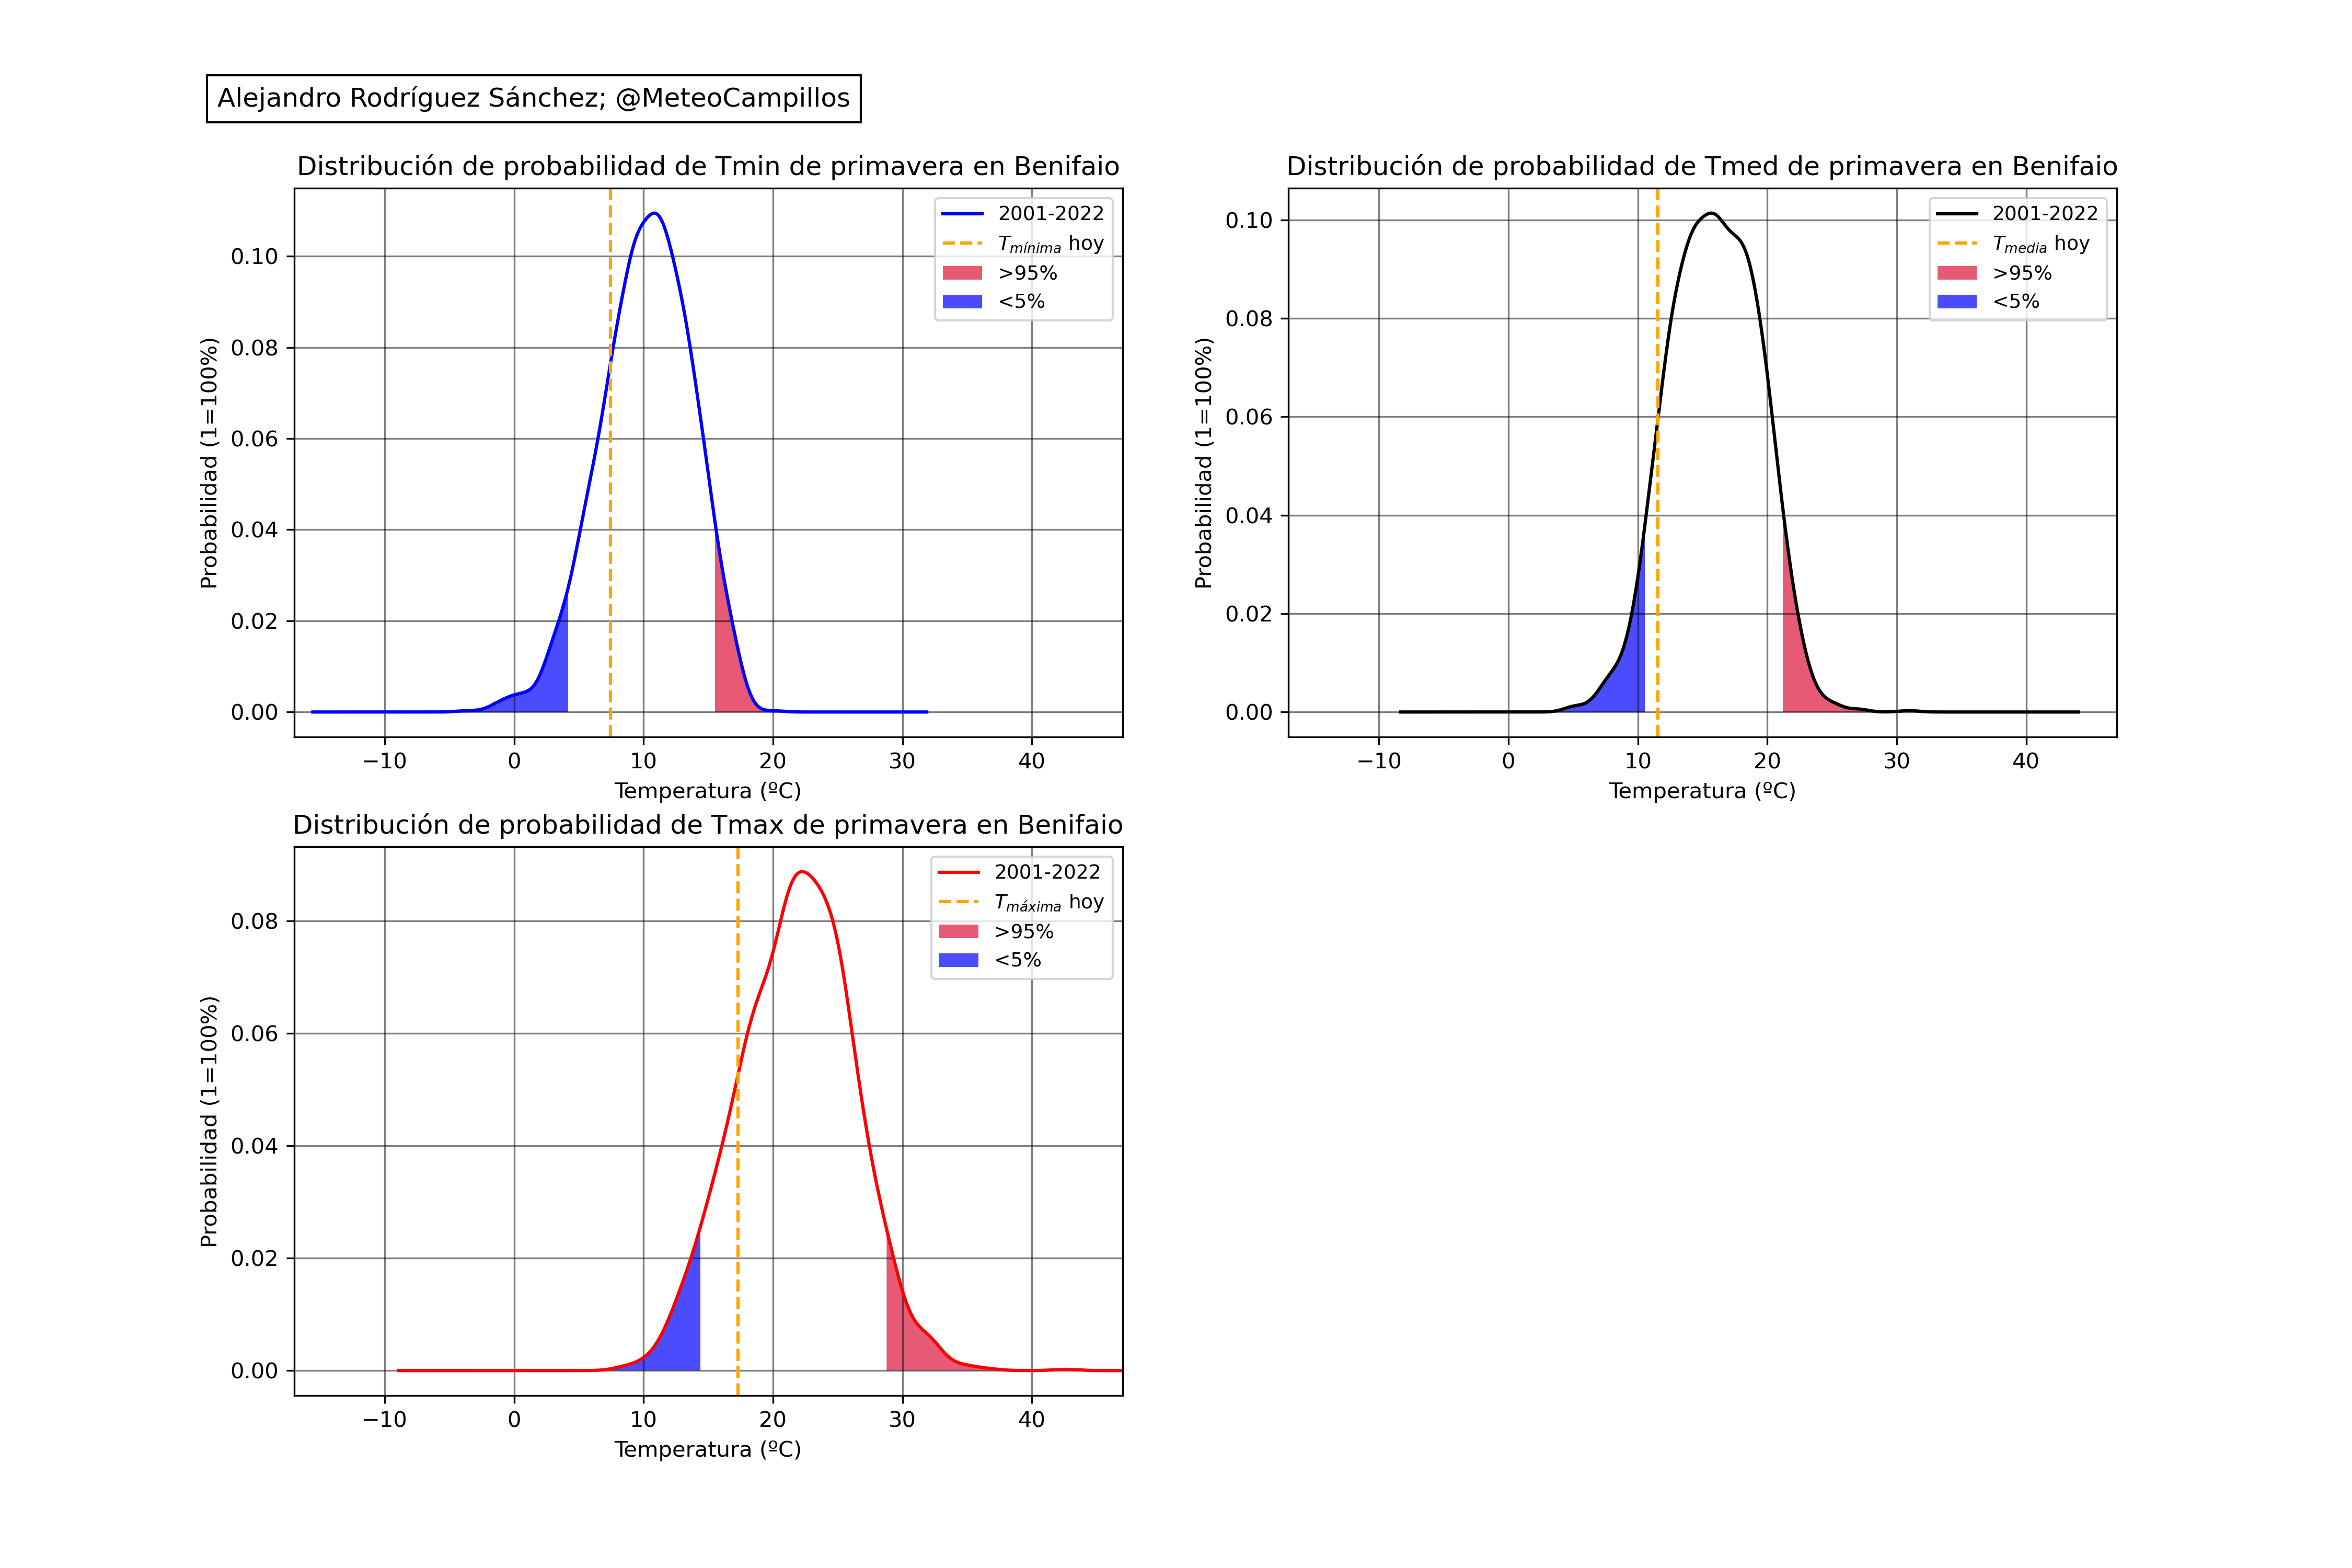 Alejandro Rodríguez Sánchez; @MeteoCampillos
Distribución de probabilidad de Tmin de primavera en Benifaio
Probabilidad (1=100%)
0.10
0.08
0.06
0.04
0.02
0.00
2001-2022
Tmínima hoy
>95%
<5%
−10 0 10 20 30 40
Temperatura (ºC)
Distribución de probabilidad de Tmed de primavera en Benifaio
Probabilidad (1=100%)
0.10
0.08
0.06
0.04
0.02
0.00
2001-2022
Tmedia hoy
>95%
<5%
−10 0 10 20 30 40
Temperatura (ºC)
Distribución de probabilidad de Tmax de primavera en Benifaio
Probabilidad (1=100%)
0.08
0.06
0.04
0.02
0.00
2001-2022
Tmáxima hoy
>95%
<5%
−10 0 10 20 30 40
Temperatura (ºC)